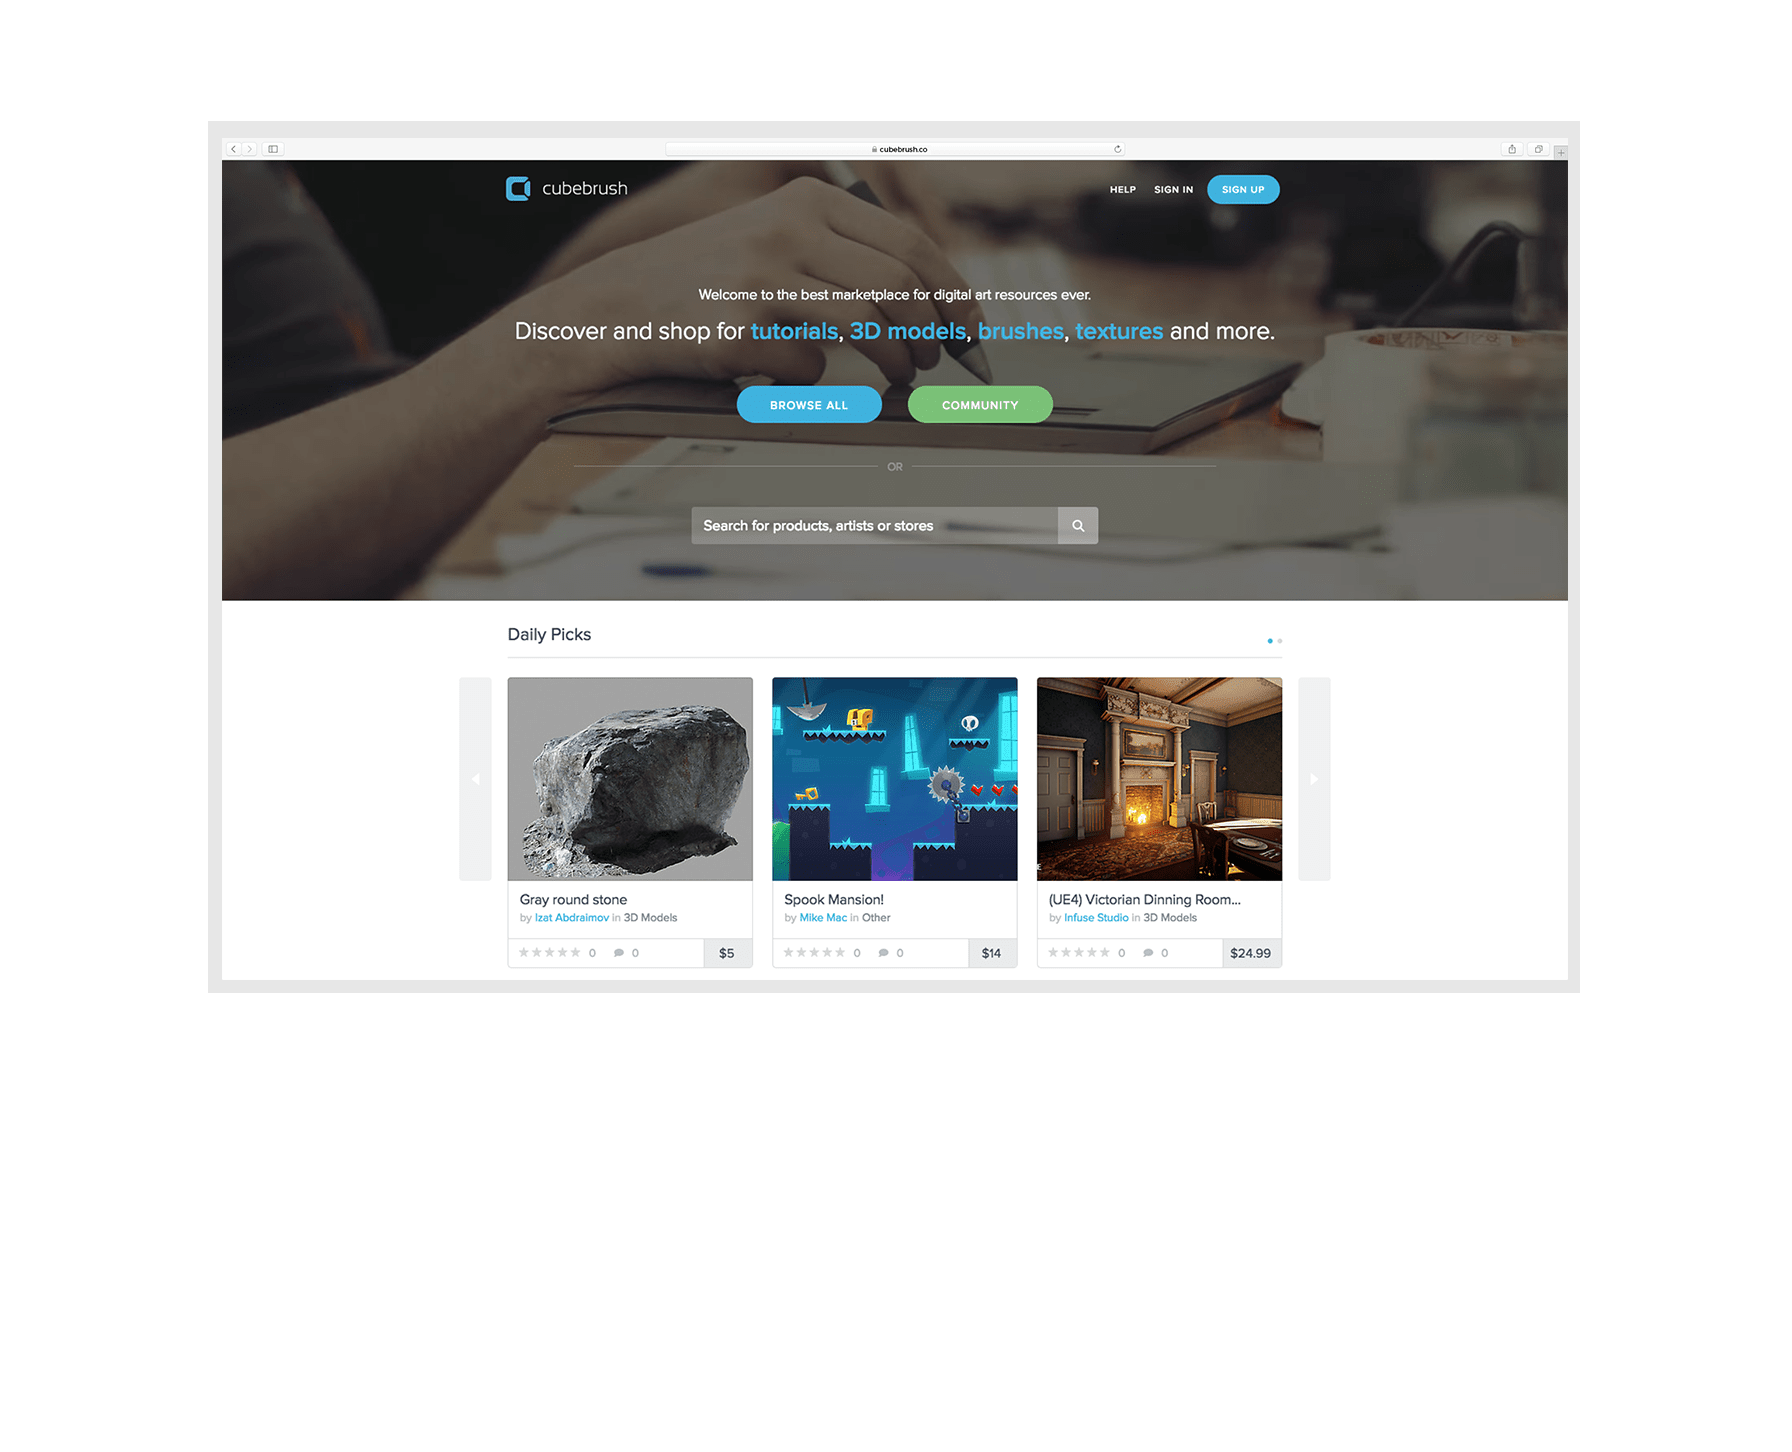 cubebrush.co
cubebrush
HELP SIGN IN SIGN UP
Welcome to the best marketplace for digital art resources ever.
Discover and shop for tutorials, 3D models, brushes, textures and more.
BROWSE ALL COMMUNITY
OR
Search for products, artists or stores
Daily Picks
Gray round stone
by Izat Abdraimov in 3D Models
0 0 $5
Spook Mansion!
by Mike Mac in Other
0 0 $14
(UE4) Victorian Dinning Room...
by Infuse Studio in 3D Models
0 0 $24.99